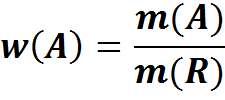 w(A) = m(A) / m(R)